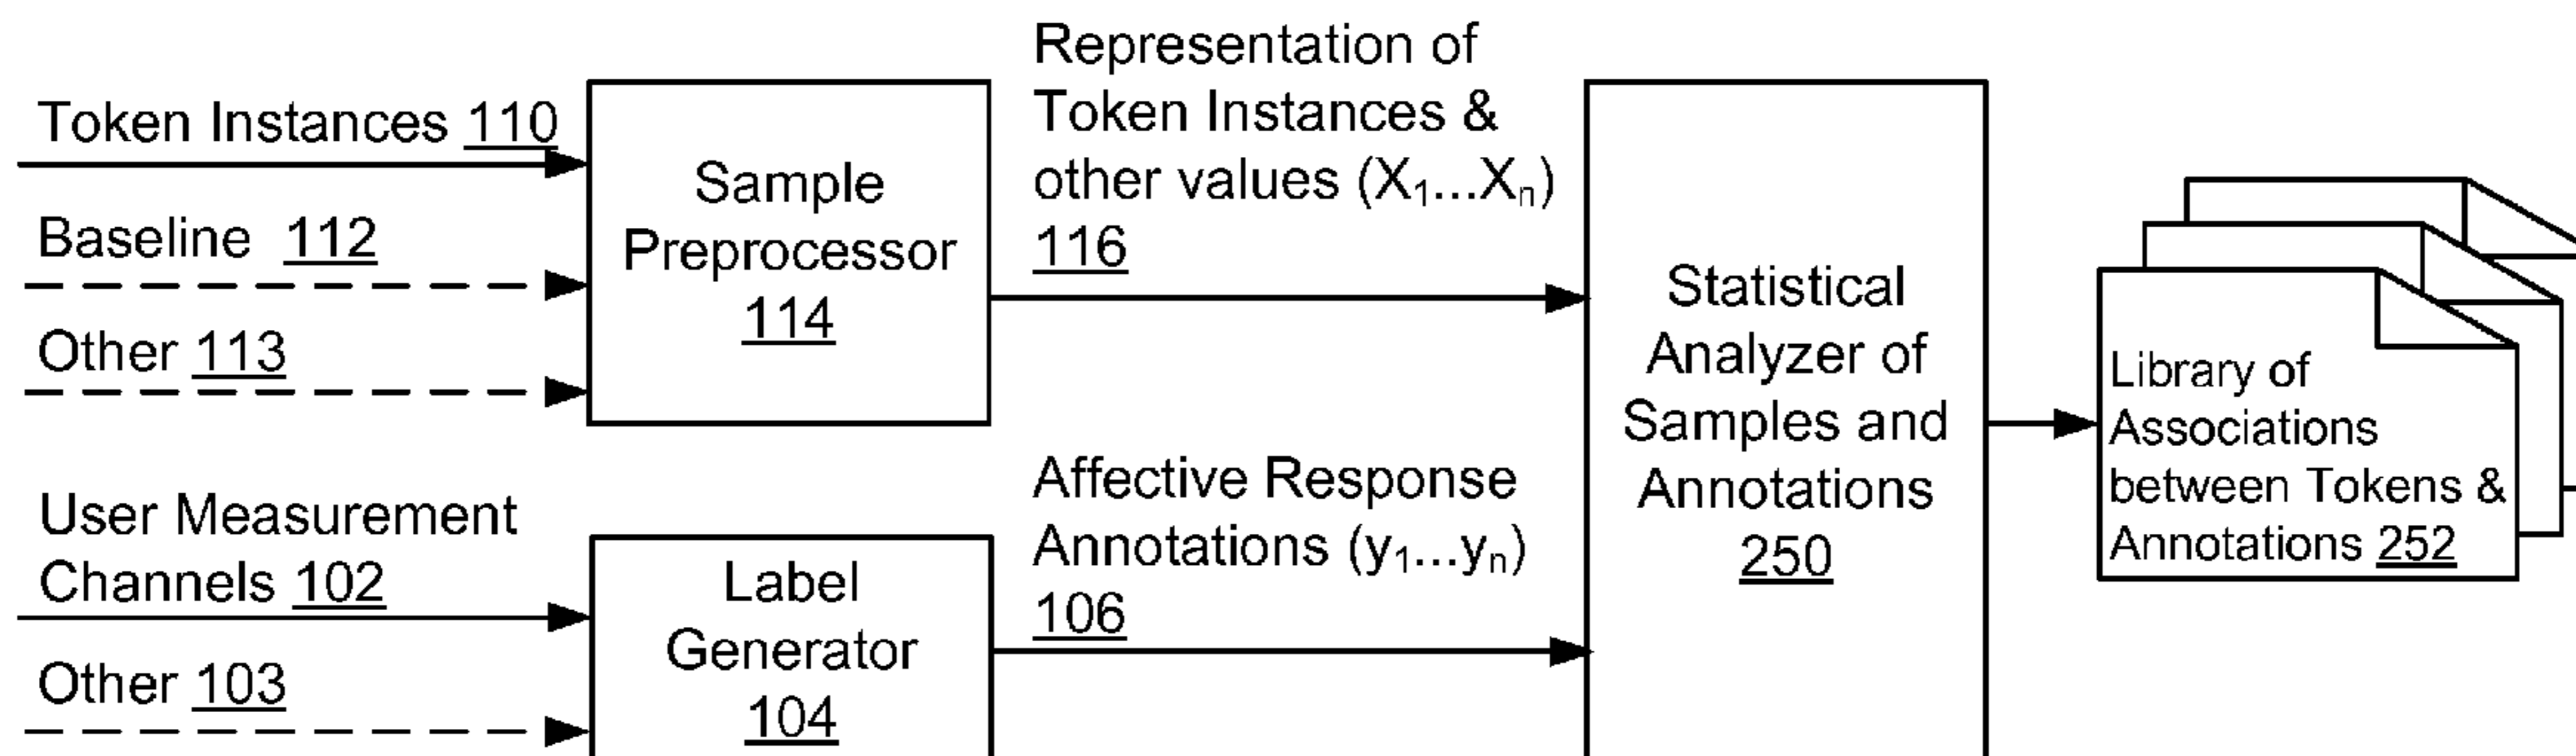 Token Instances 110
Baseline 112
Other 113
Sample
Preprocessor
114
Representation of
Token Instances &
other values (X₁...Xₙ)
116
User Measurement
Channels 102
Other 103
Label
Generator
104
Affective Response
Annotations (y₁...yₙ)
106
Statistical
Analyzer of
Samples and
Annotations
250
Library of
Associations
between Tokens &
Annotations 252